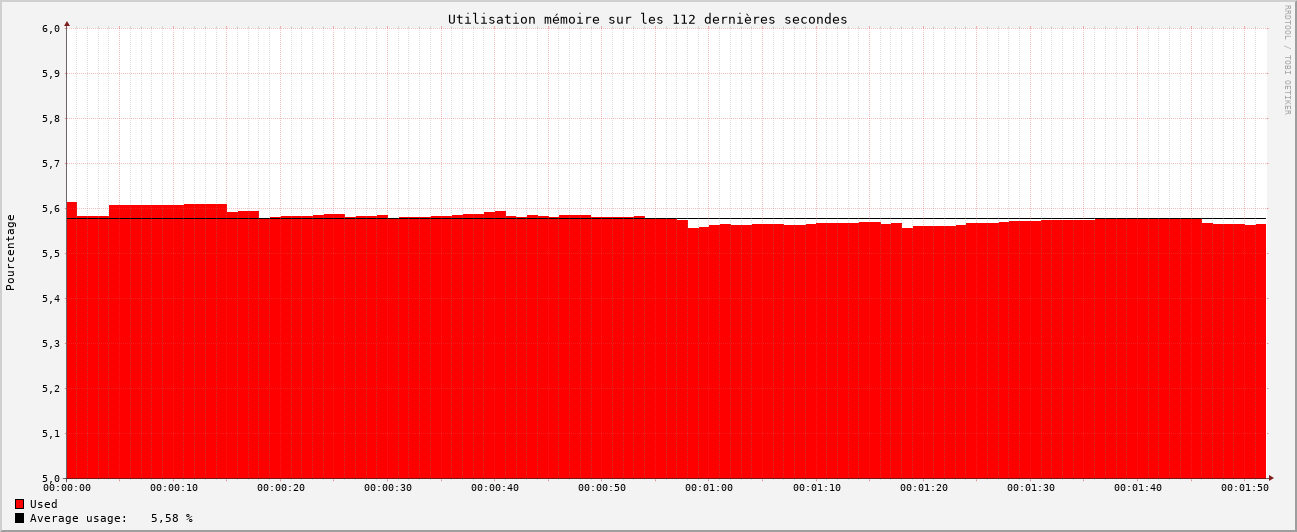 Utilisation mémoire sur les 112 dernières secondes
RRDTOOL / TOBI OETIKER
Pourcentage
6,0
5,9
5,8
5,7
5,6
5,5
5,4
5,3
5,2
5,1
5,0
00:00:00 00:00:10 00:00:20 00:00:30 00:00:40 00:00:50 00:01:00 00:01:10 00:01:20 00:01:30 00:01:40 00:01:50
Used
Average usage: 5,58 %